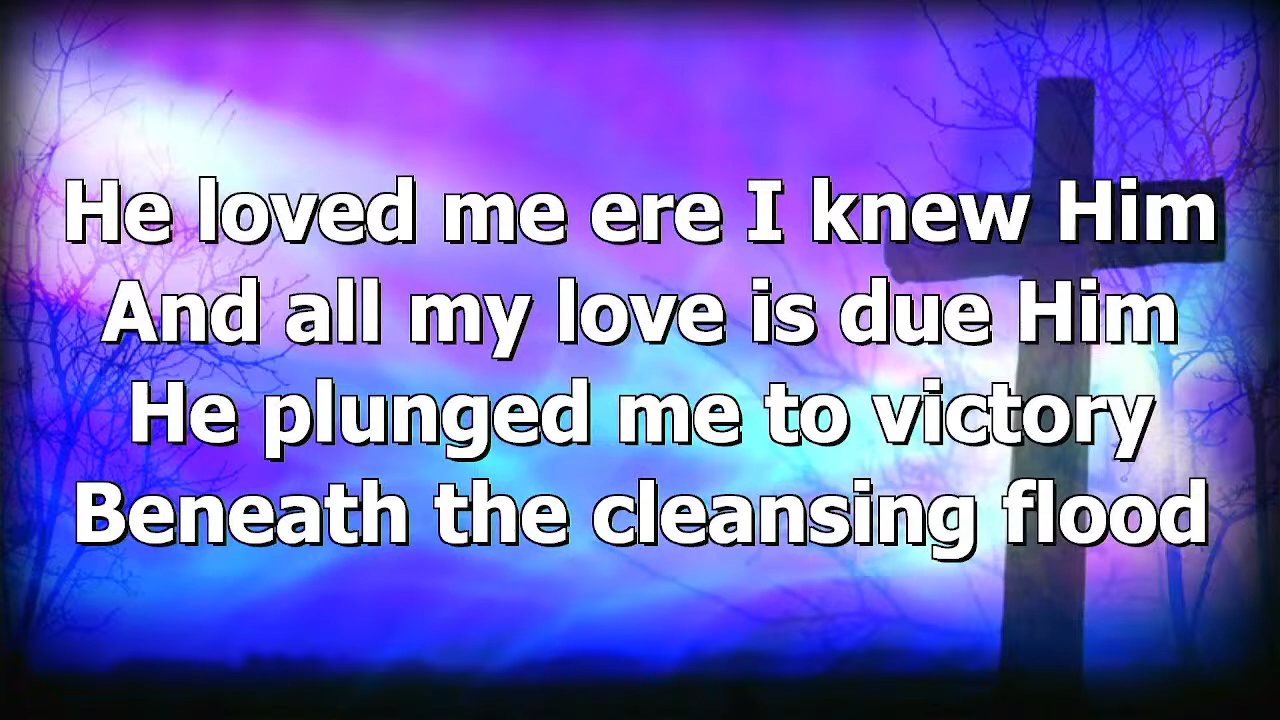 He loved me ere I knew Him
And all my love is due Him
He plunged me to victory
Beneath the cleansing flood